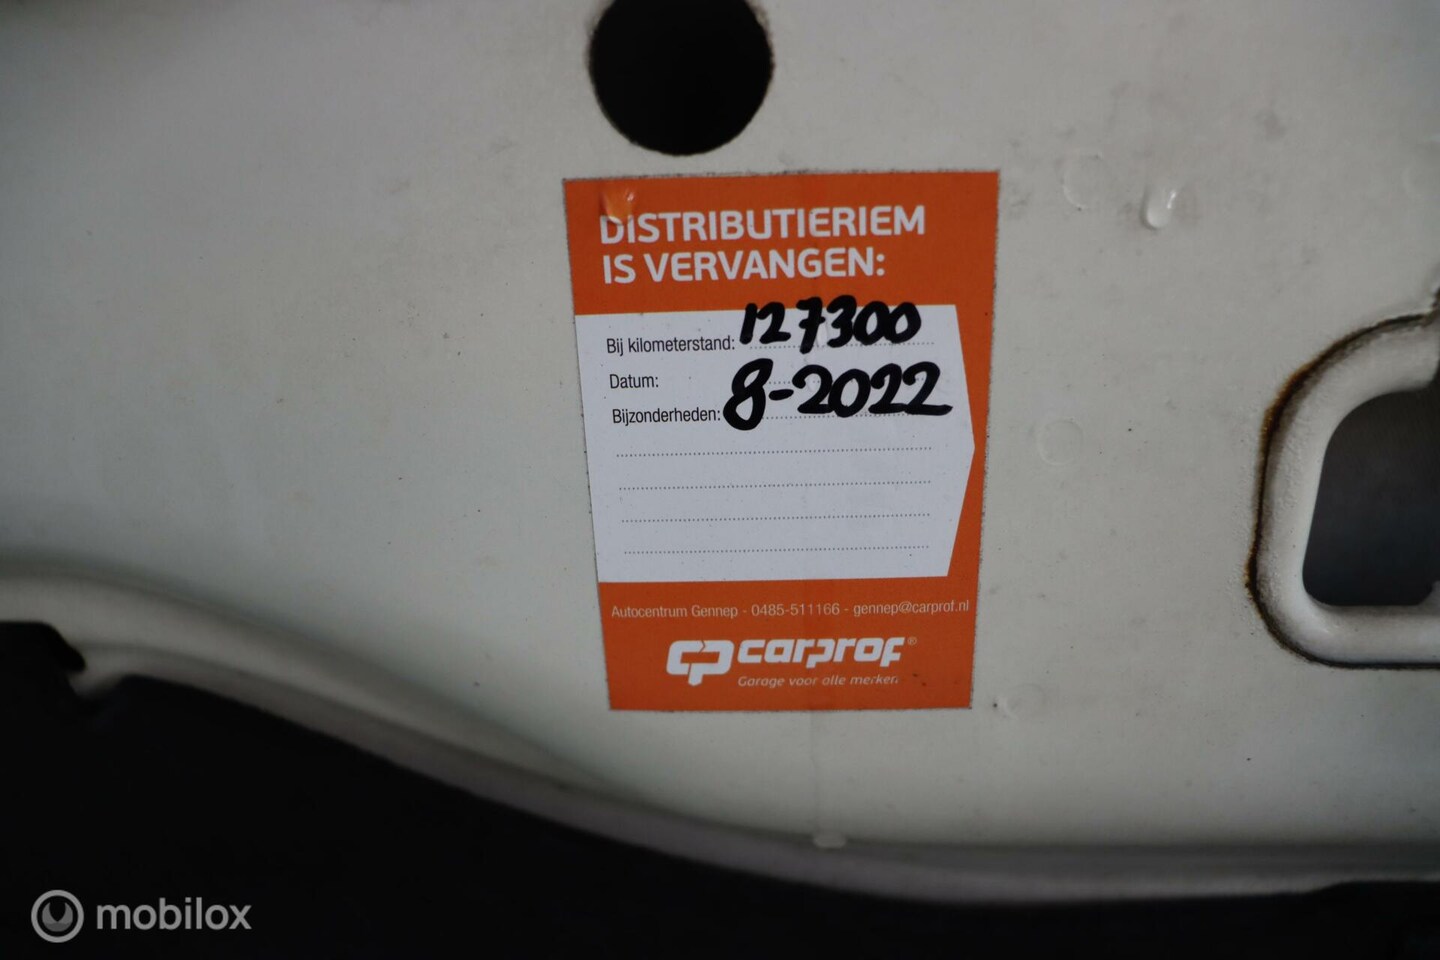 DISTRIBUTIERIEM
IS VERVANGEN:
Bij kilometerstand: 127300
Datum: 8-2022
Bijzonderheden:
Autocentrum Gennep - 0485-511166 - gennep@carprof.nl
CP carprof®
Garage voor alle merken
mobilox